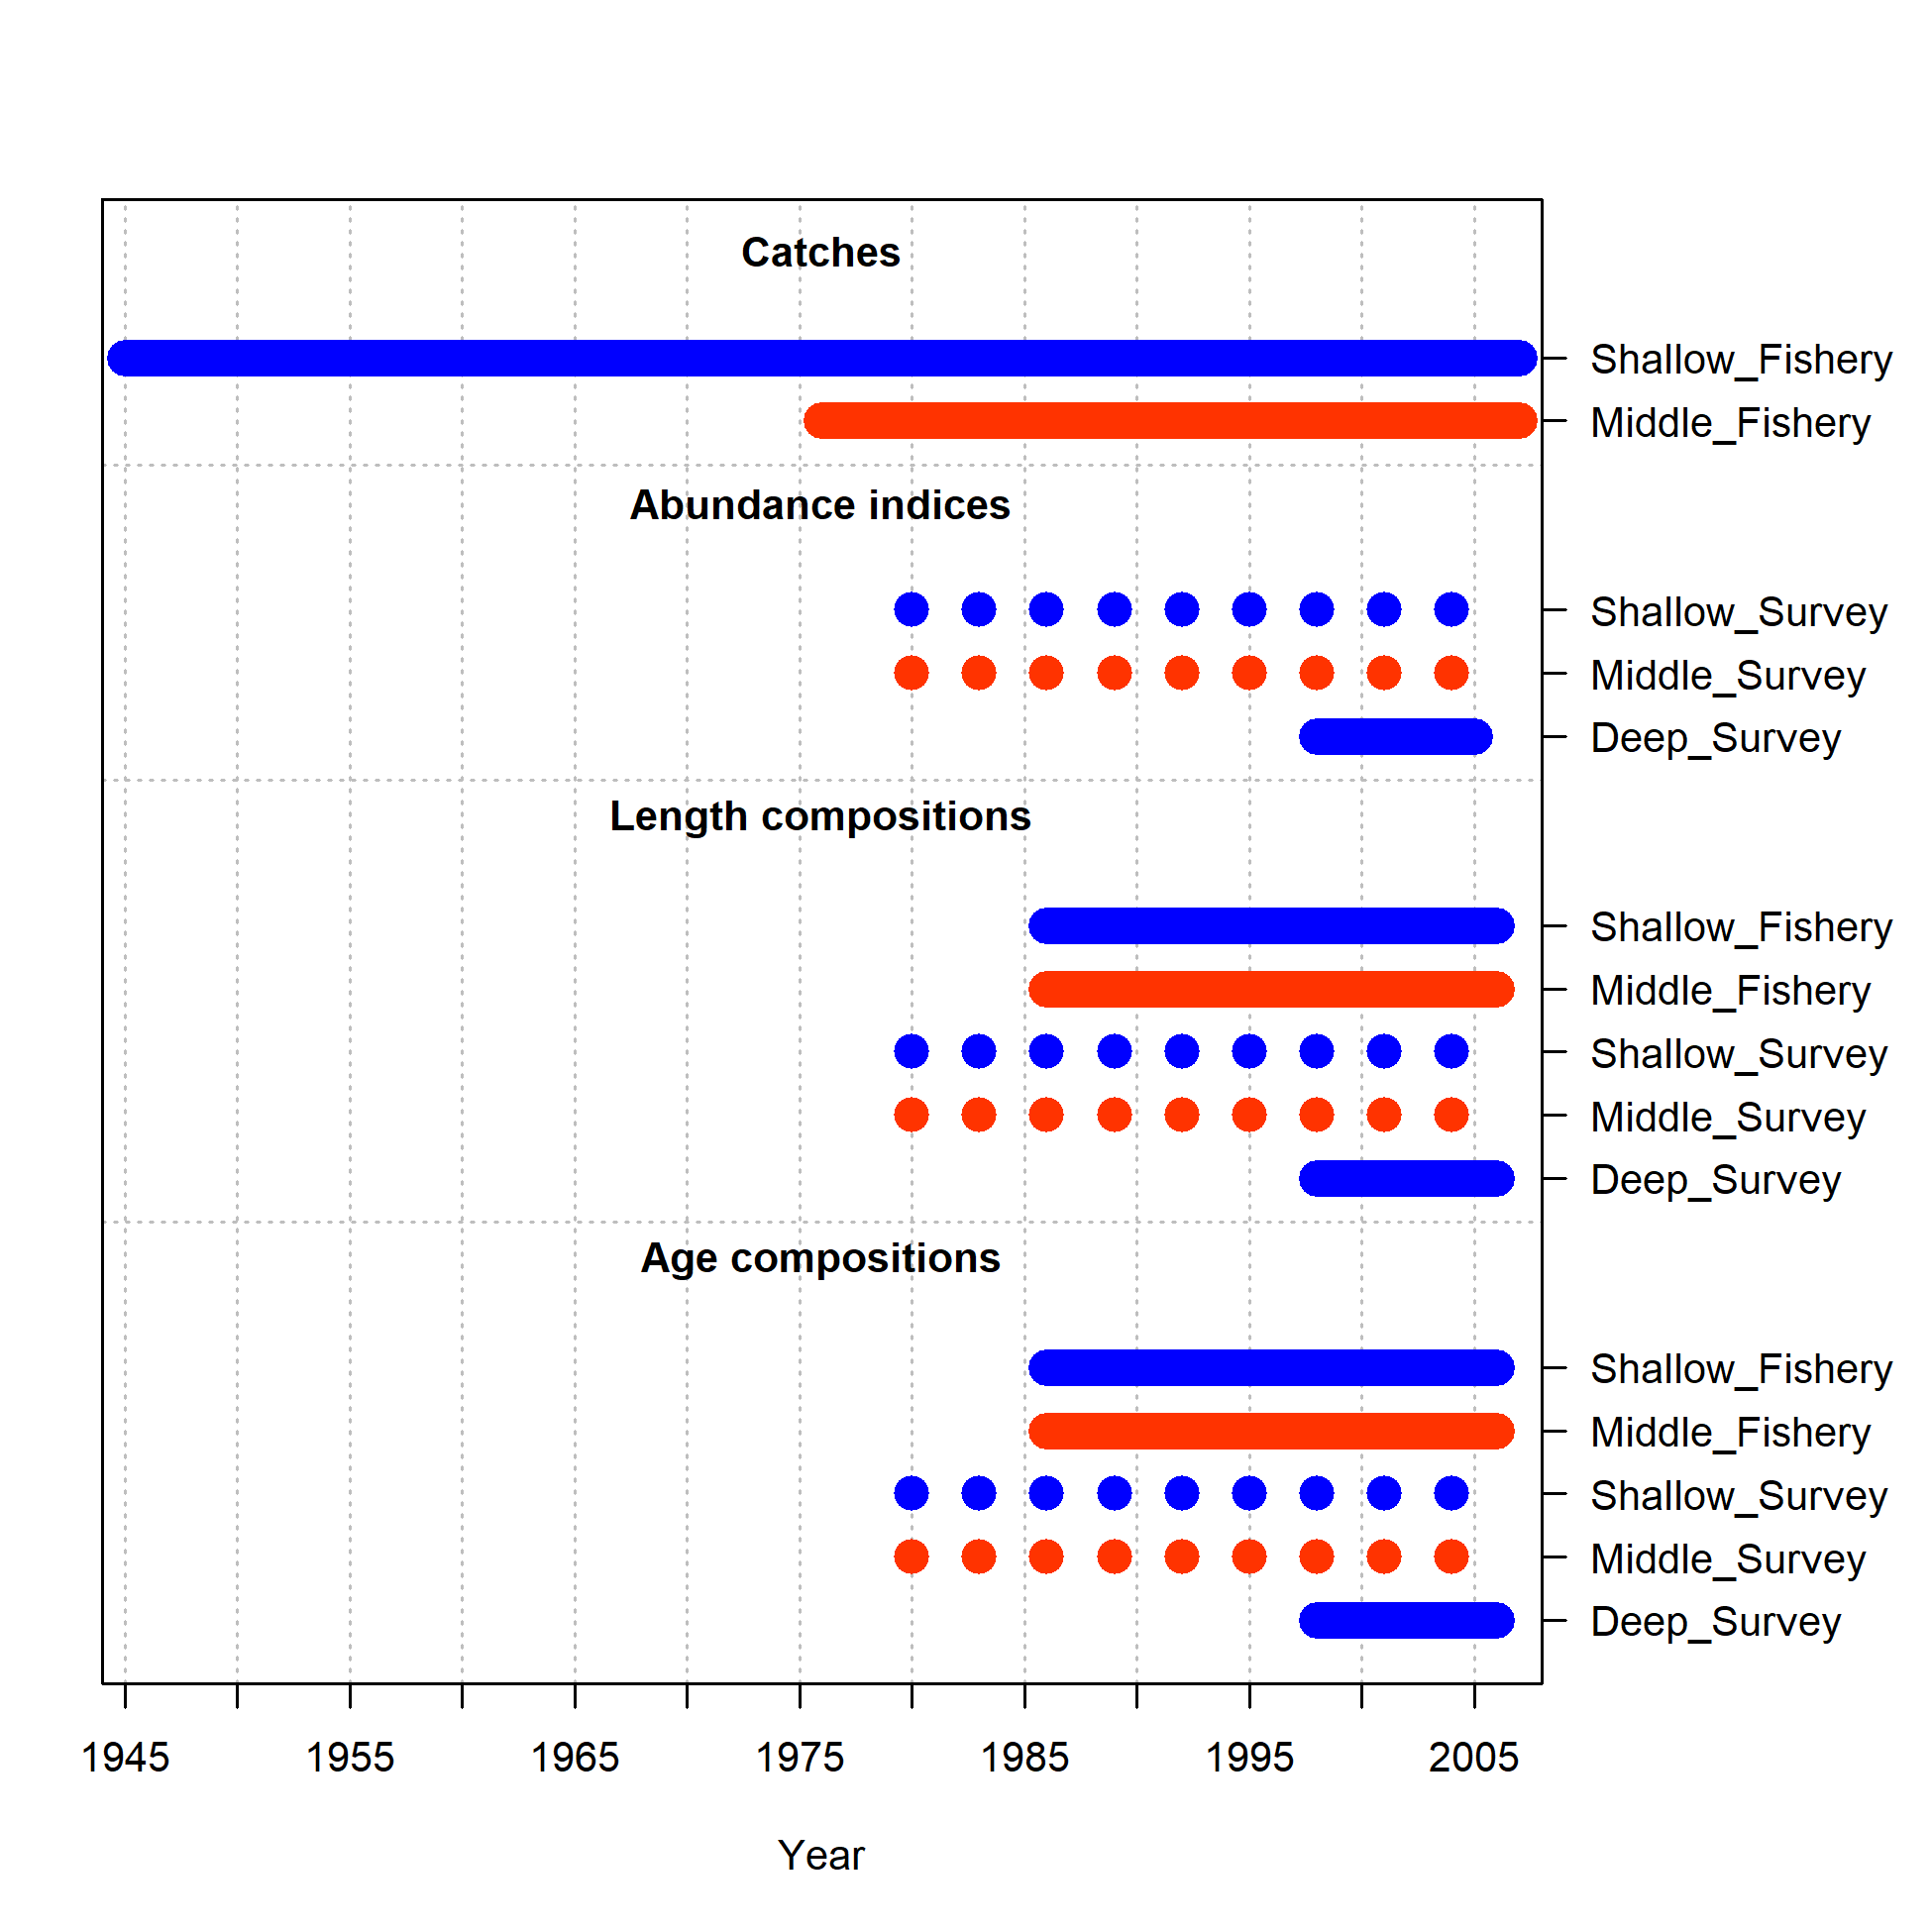 Catches
Shallow_Fishery
Middle_Fishery
Abundance indices
Shallow_Survey
Middle_Survey
Deep_Survey
Length compositions
Shallow_Fishery
Middle_Fishery
Shallow_Survey
Middle_Survey
Deep_Survey
Age compositions
Shallow_Fishery
Middle_Fishery
Shallow_Survey
Middle_Survey
Deep_Survey
1945 1955 1965 1975 1985 1995 2005
Year